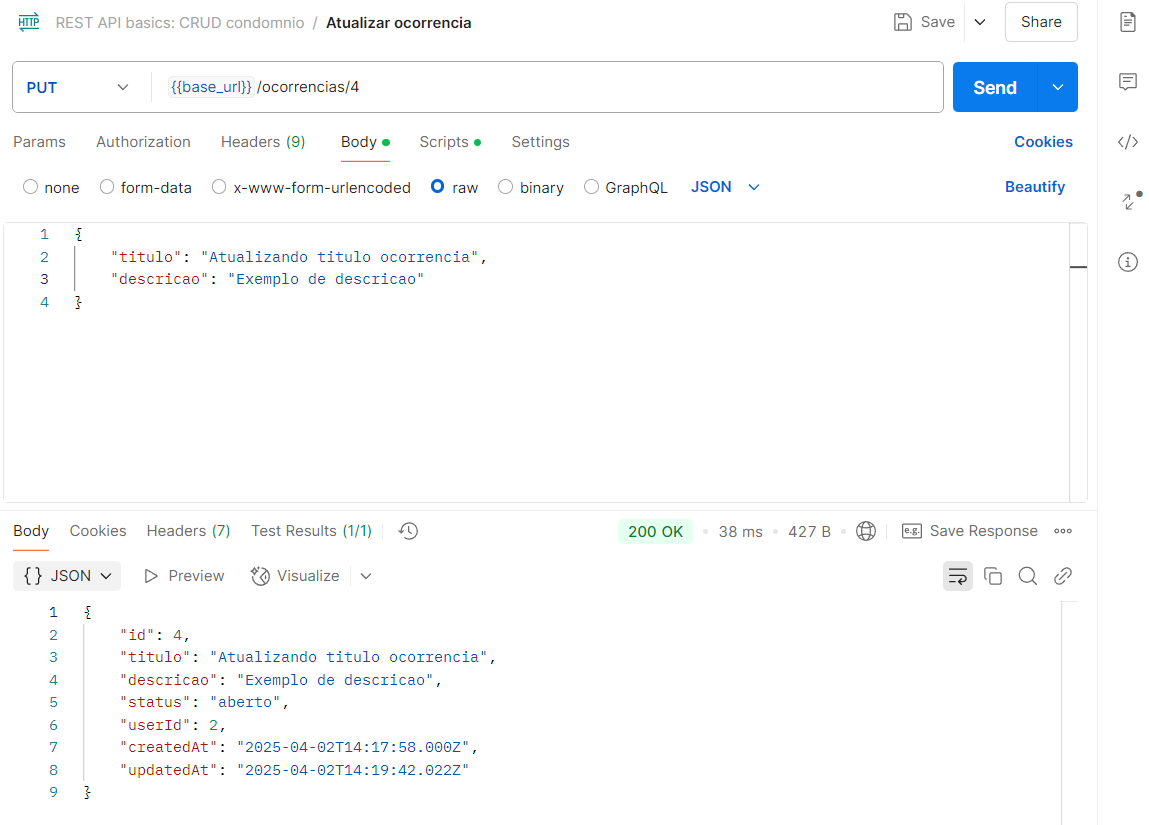 HTTP REST API basics: CRUD condomnio / Atualizar ocorrencia Save Share
PUT {{base_url}}/ocorrencias/4 Send
Params Authorization Headers (9) Body Scripts Settings Cookies
none form-data x-www-form-urlencoded raw binary GraphQL JSON Beautify
1 {
2 "titulo": "Atualizando titulo ocorrencia",
3 "descricao": "Exemplo de descricao"
4 }
Body Cookies Headers (7) Test Results (1/1) 200 OK • 38 ms • 427 B • e.g. Save Response
{} JSON Preview Visualize
1 {
2 "id": 4,
3 "titulo": "Atualizando titulo ocorrencia",
4 "descricao": "Exemplo de descricao",
5 "status": "aberto",
6 "userId": 2,
7 "createdAt": "2025-04-02T14:17:58.000Z",
8 "updatedAt": "2025-04-02T14:19:42.022Z"
9 }